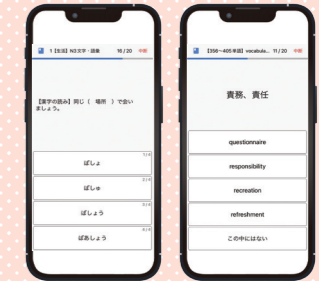 1【生活】N3文字・語彙 16/20 中断
【漢字の読み】同じ（ 場所 ）で会い
ましょう。
1/4
ばしょ
2/4
ばしゅ
3/4
ばしょう
4/4
ばあしょう
【356～405単語】vocabula... 11/20 中断
責務、責任
questionnaire
responsibility
recreation
refreshment
この中にはない